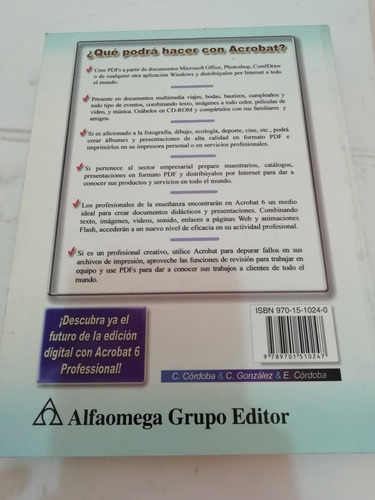 ¿Qué podrá hacer con Acrobat?
Cree PDFs a partir de documentos Microsoft Office, Photoshop, CorelDraw
o de cualquier otra aplicación Windows y distribúyalos por Internet a todo
el mundo.
Presente en documentos multimedia viajes, bodas, bautizos, cumpleaños y
todo tipo de eventos, combinando texto, imágenes a todo color, películas de
video, y música. Grábelos en CD-ROM y compártalos con sus familiares y
amigos.
Si es aficionado a la fotografía, dibujo, ecología, deporte, cine, etc., podrá
crear álbumes y presentaciones de alta calidad en formato PDF e
imprimirlos en su impresora personal o en servicios profesionales.
Si pertenece al sector empresarial prepare muestrarios, catálogos,
presentaciones en formato PDF y distribúyalos por Internet para dar a
conocer sus productos y servicios en todo el mundo.
Los profesionales de la enseñanza encontrarán en Acrobat 6 un medio
ideal para crear documentos didácticos y presentaciones. Combinando
texto, imágenes, videos, sonido, enlaces a páginas Web y animaciones
Flash, accederán a un nuevo nivel de eficacia en su actividad profesional.
Si es un profesional creativo, utilice Acrobat para depurar fallos en sus
archivos de impresión, aproveche las funciones de revisión para trabajar en
equipo y use PDFs para dar a conocer sus trabajos a clientes de todo el
mundo.
¡Descubra ya el
futuro de la edición
digital con Acrobat 6
Professional!
ISBN 970-15-1024-0
9 789701 510247
C. Córdoba & C. González & E. Córdoba
Alfaomega Grupo Editor